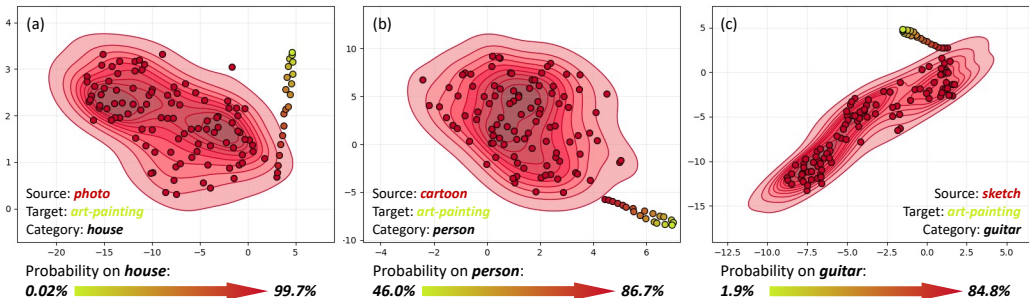 (a)
4
3
2
1
0
Source: photo
Target: art-painting
Category: house
−20 −15 −10 −5 0 5
Probability on house:
0.02% 99.7%
(b)
15
10
5
0
-5
-10
Source: cartoon
Target: art-painting
Category: person
−2 0 2 4 6
Probability on person:
46.0% 86.7%
(c)
5
0
−5
−10
−15
Source: sketch
Target: art-painting
Category: guitar
−12.5 −10.0 −7.5 −5.0 −2.5 0.0 2.5 5.0
Probability on guitar:
1.9% 84.8%